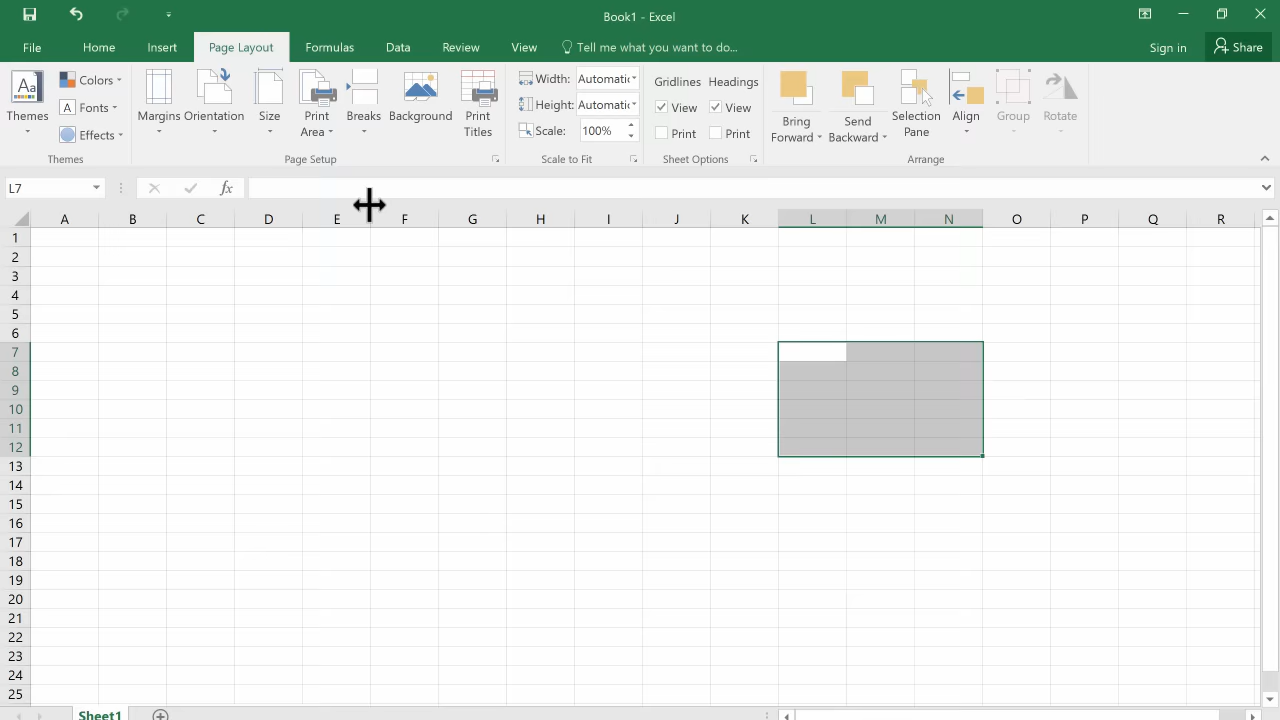 Book1 - Excel
File Home Insert Page Layout Formulas Data Review View Tell me what you want to do... Sign in Share
Aa Themes Colors Fonts Effects Themes
Margins Orientation Size Print Area Breaks Background Print Titles Page Setup
Width: Automatic Height: Automatic Scale: 100% Scale to Fit
Gridlines View Print Headings View Print Sheet Options
Bring Forward Send Backward Selection Pane Align Group Rotate Arrange
L7 fx
A B C D E F G H I J K L M N O P Q R
1
2
3
4
5
6
7
8
9
10
11
12
13
14
15
16
17
18
19
20
21
22
23
24
25
Sheet1